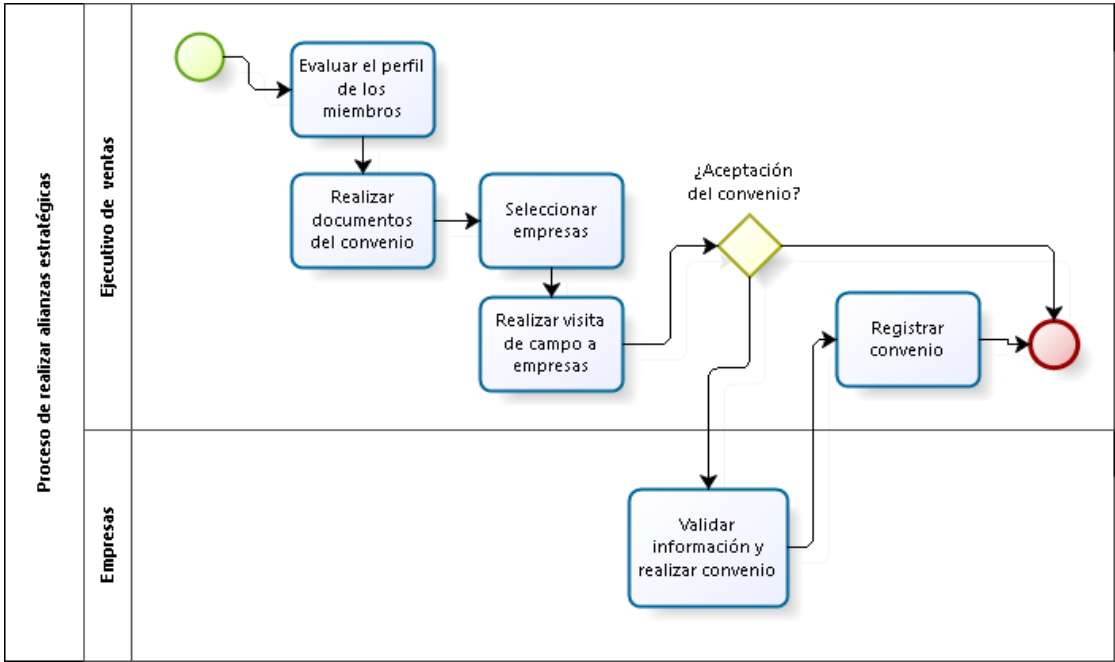 Proceso de realizar alianzas estratégicas
Ejecutivo de ventas
Evaluar el perfil
de los
miembros
Realizar
documentos
del convenio
Seleccionar
empresas
Realizar visita
de campo a
empresas
¿Aceptación
del convenio?
Registrar
convenio
Empresas
Validar
información y
realizar convenio